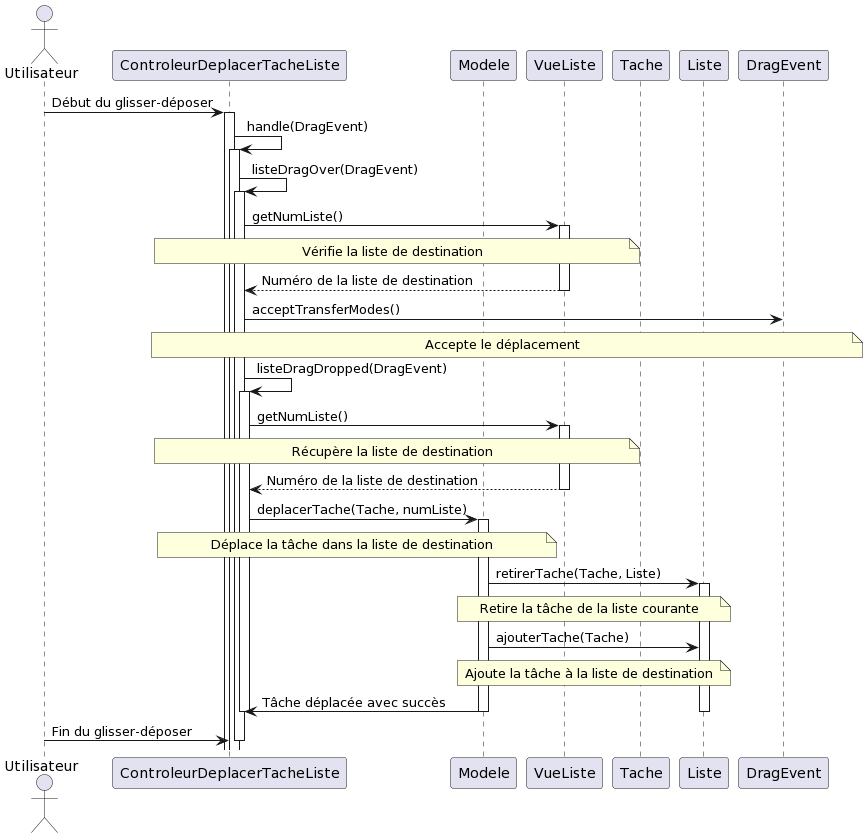 Utilisateur
ControleurDeplacerTacheListe
Modele
VueListe
Tache
Liste
DragEvent
Début du glisser-déposer
handle(DragEvent)
listeDragOver(DragEvent)
getNumListe()
Vérifie la liste de destination
Numéro de la liste de destination
acceptTransferModes()
Accepte le déplacement
listeDragDropped(DragEvent)
getNumListe()
Récupère la liste de destination
Numéro de la liste de destination
deplacerTache(Tache, numListe)
Déplace la tâche dans la liste de destination
retirerTache(Tache, Liste)
Retire la tâche de la liste courante
ajouterTache(Tache)
Ajoute la tâche à la liste de destination
Tâche déplacée avec succès
Fin du glisser-déposer
Utilisateur
ControleurDeplacerTacheListe
Modele
VueListe
Tache
Liste
DragEvent